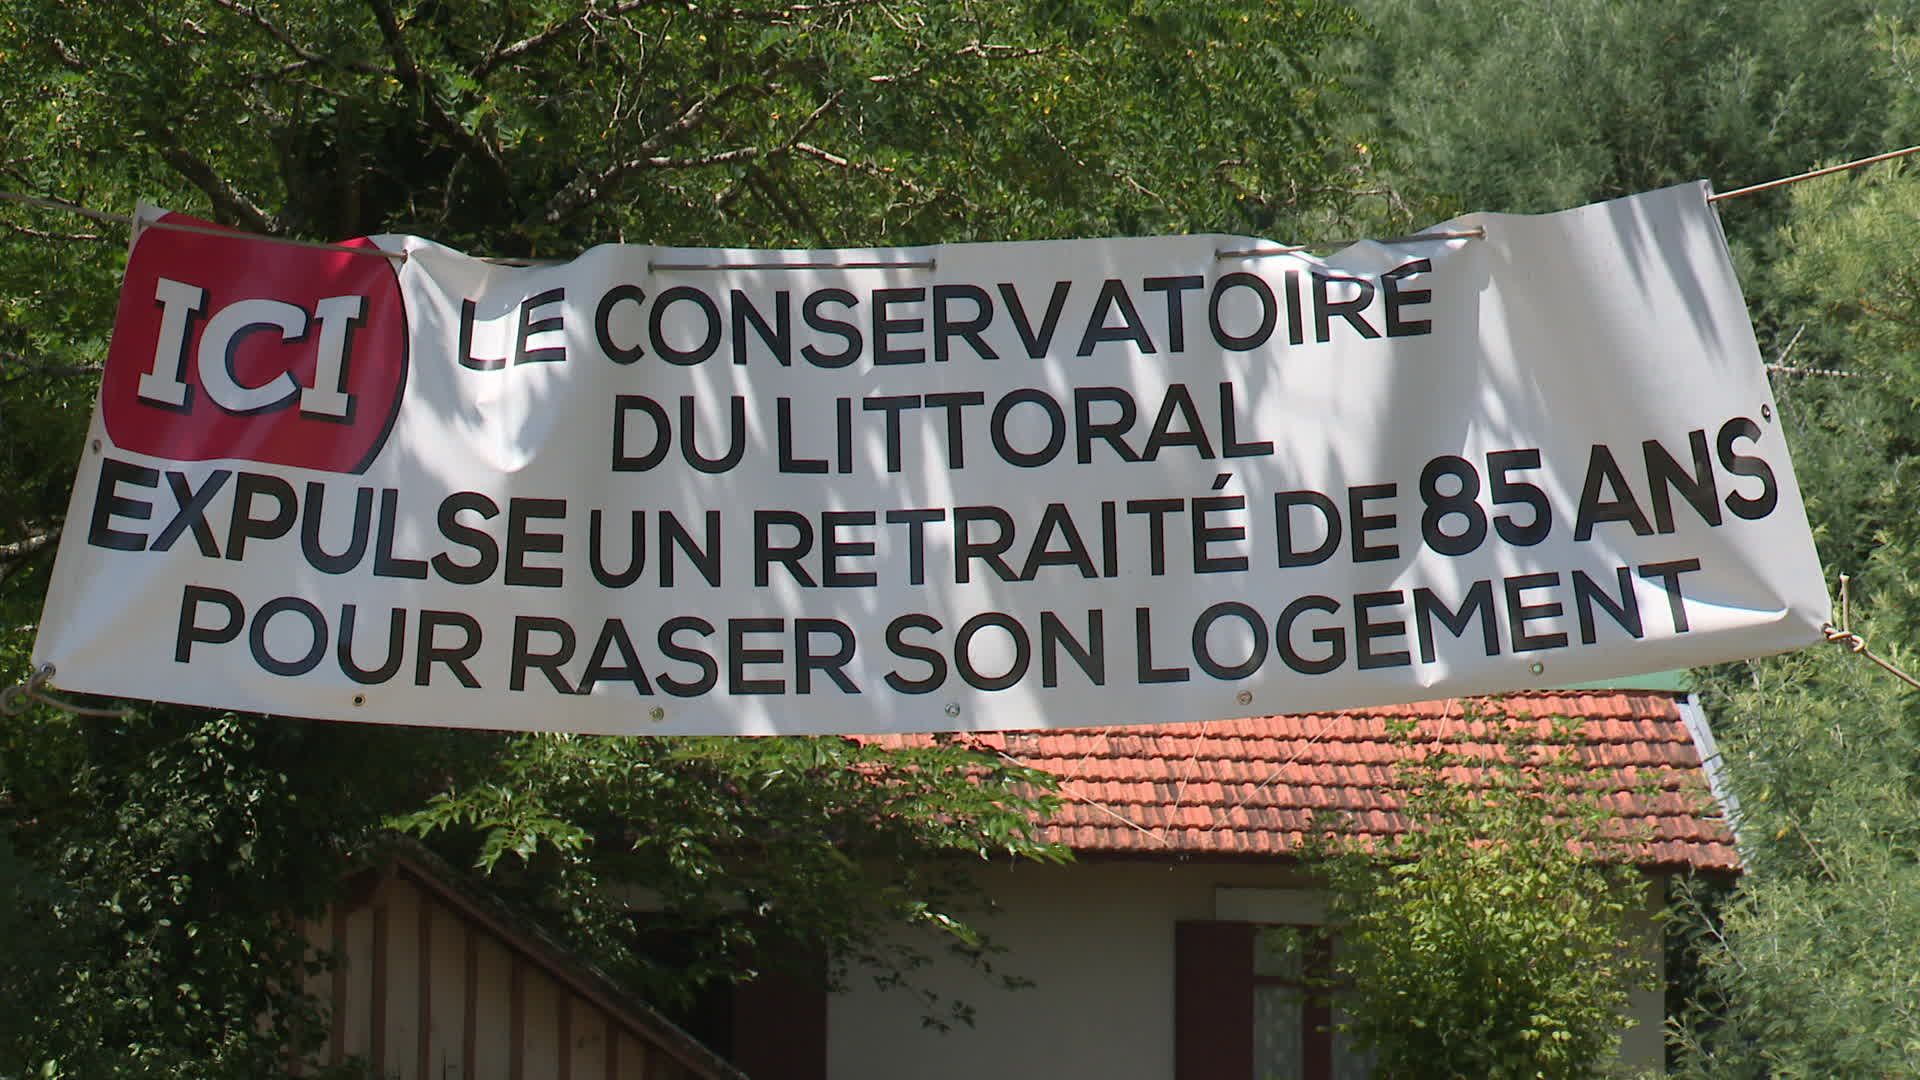 ICI LE CONSERVATOIRE
DU LITTORAL
EXPULSE UN RETRAITÉ DE 85 ANS
POUR RASER SON LOGEMENT